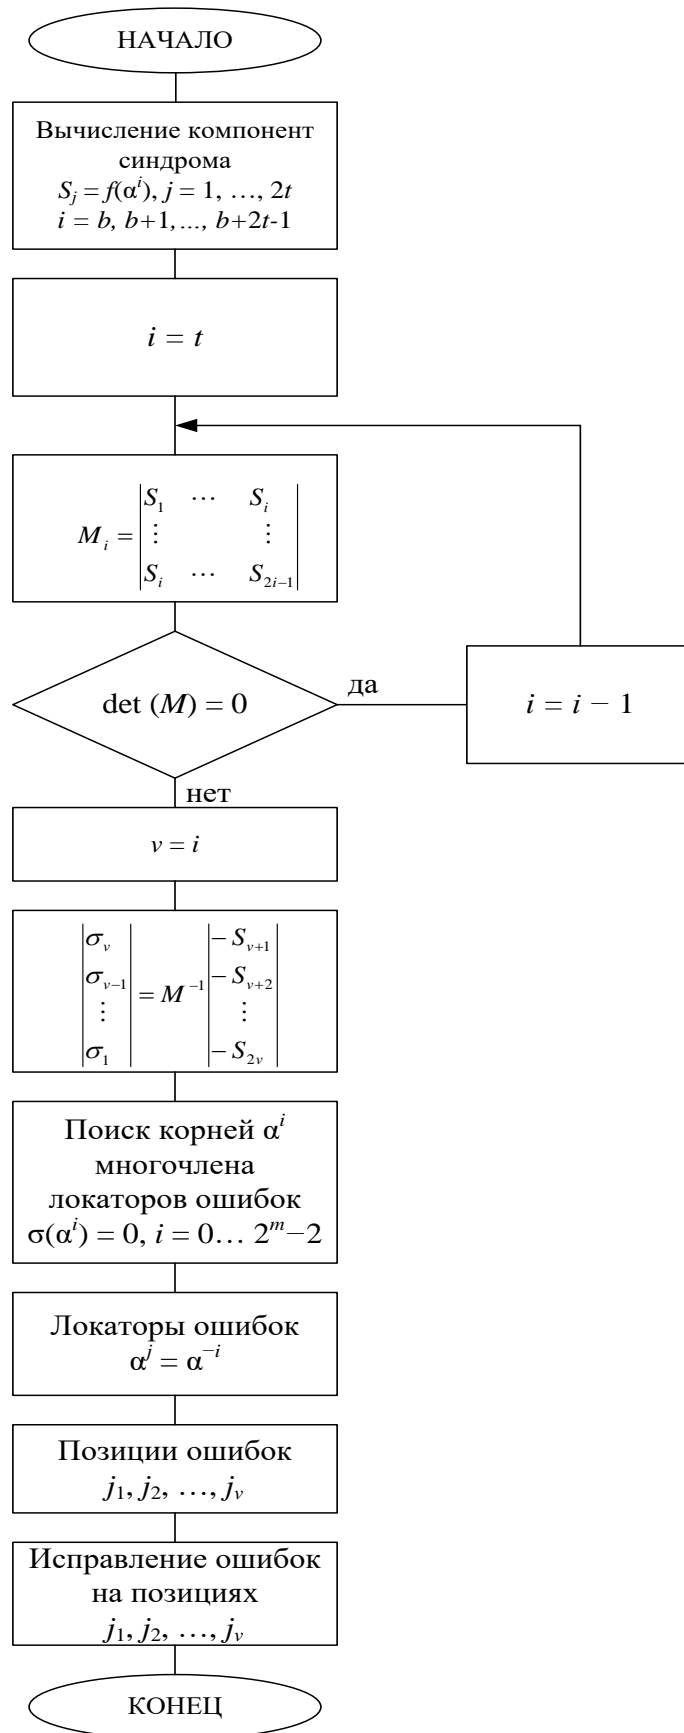 НАЧАЛО
Вычисление компонент
синдрома
S_j = f(α^i), j = 1, …, 2t
i = b, b+1,..., b+2t-1
i = t
M_i = |S_1 ⋯ S_i|
|⋮ ⋮|
|S_i ⋯ S_{2i−1}|
det (M) = 0
да
i = i − 1
нет
v = i
|σ_v| |− S_{v+1}|
|σ_{v−1}| = M^{−1} |− S_{v+2}|
|⋮| |⋮|
|σ_1| |− S_{2v}|
Поиск корней α^i
многочлена
локаторов ошибок
σ(α^i) = 0, i = 0… 2^m−2
Локаторы ошибок
α^j = α^{−i}
Позиции ошибок
j_1, j_2, …, j_v
Исправление ошибок
на позициях
j_1, j_2, …, j_v
КОНЕЦ